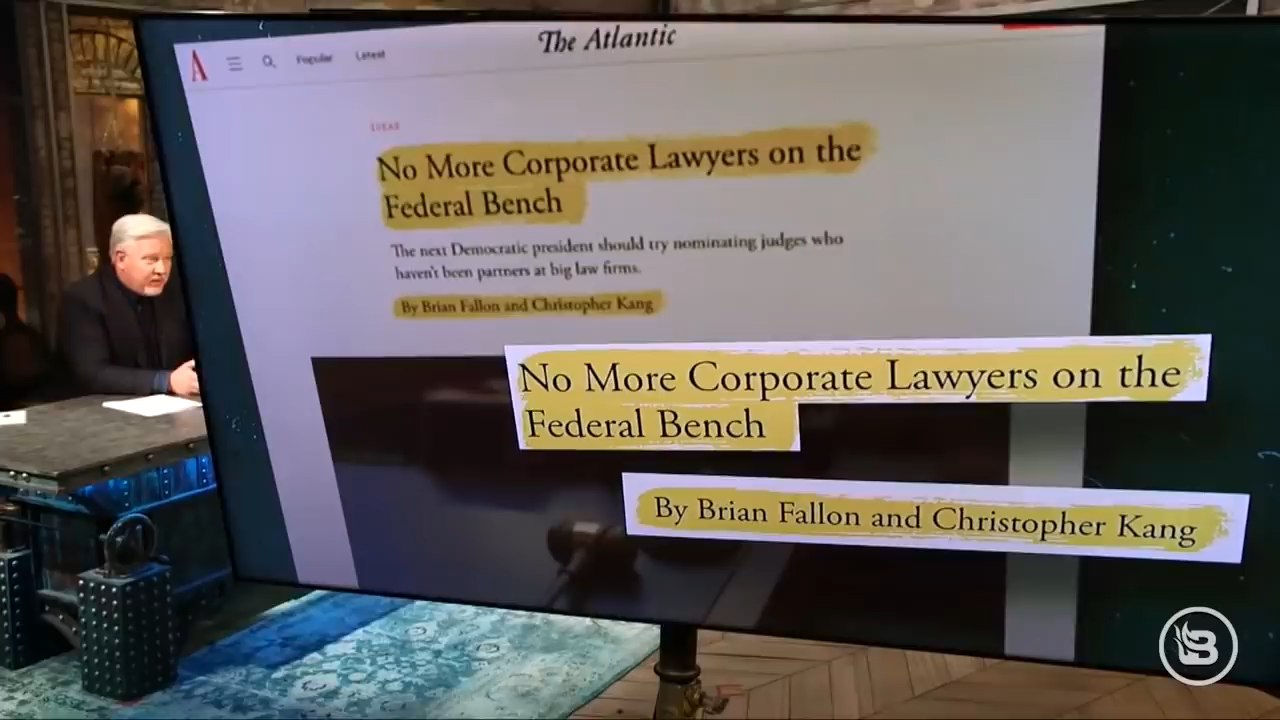 The Atlantic
A
Popular
Latest
IDEAS
No More Corporate Lawyers on the
Federal Bench
The next Democratic president should try nominating judges who
haven't been partners at big law firms.
By Brian Fallon and Christopher Kang
No More Corporate Lawyers on the
Federal Bench
By Brian Fallon and Christopher Kang
B